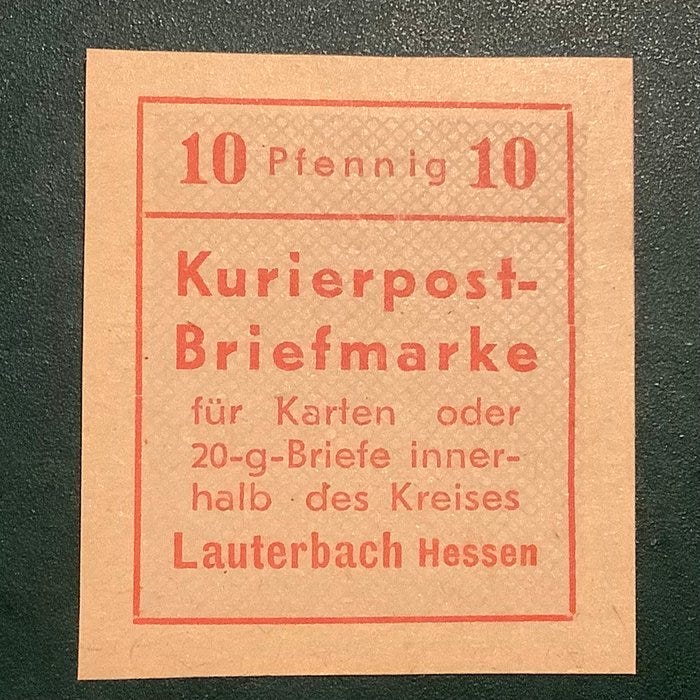 10 Pfennig 10
Kurierpost-
Briefmarke
für Karten oder
20-g-Briefe inner-
halb des Kreises
Lauterbach Hessen